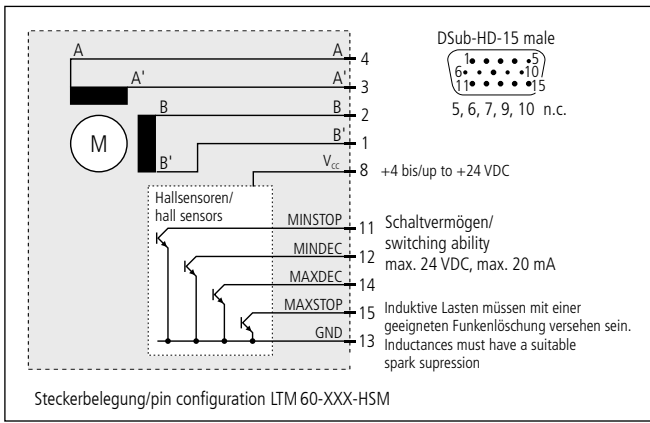 DSub-HD-15 male
1 5
6 10
11 15
5, 6, 7, 9, 10 n.c.
A A 4
A' A' 3
B B 2
B' B' 1
M
Vcc 8 +4 bis/up to +24 VDC
Hallsensoren/
hall sensors
MINSTOP 11
MINDEC 12
MAXDEC 14
MAXSTOP 15
GND 13
Schaltvermögen/
switching ability
max. 24 VDC, max. 20 mA
Induktive Lasten müssen mit einer
geeigneten Funkenlöschung versehen sein.
Inductances must have a suitable
spark supression
Steckerbelegung/pin configuration LTM 60-XXX-HSM